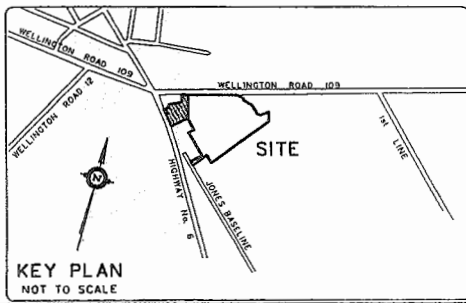 WELLINGTON ROAD 109
WELLINGTON ROAD 109
WELLINGTON ROAD 12
1st LINE
SITE
HIGHWAY No. 6
JONES BASELINE
N
KEY PLAN
NOT TO SCALE